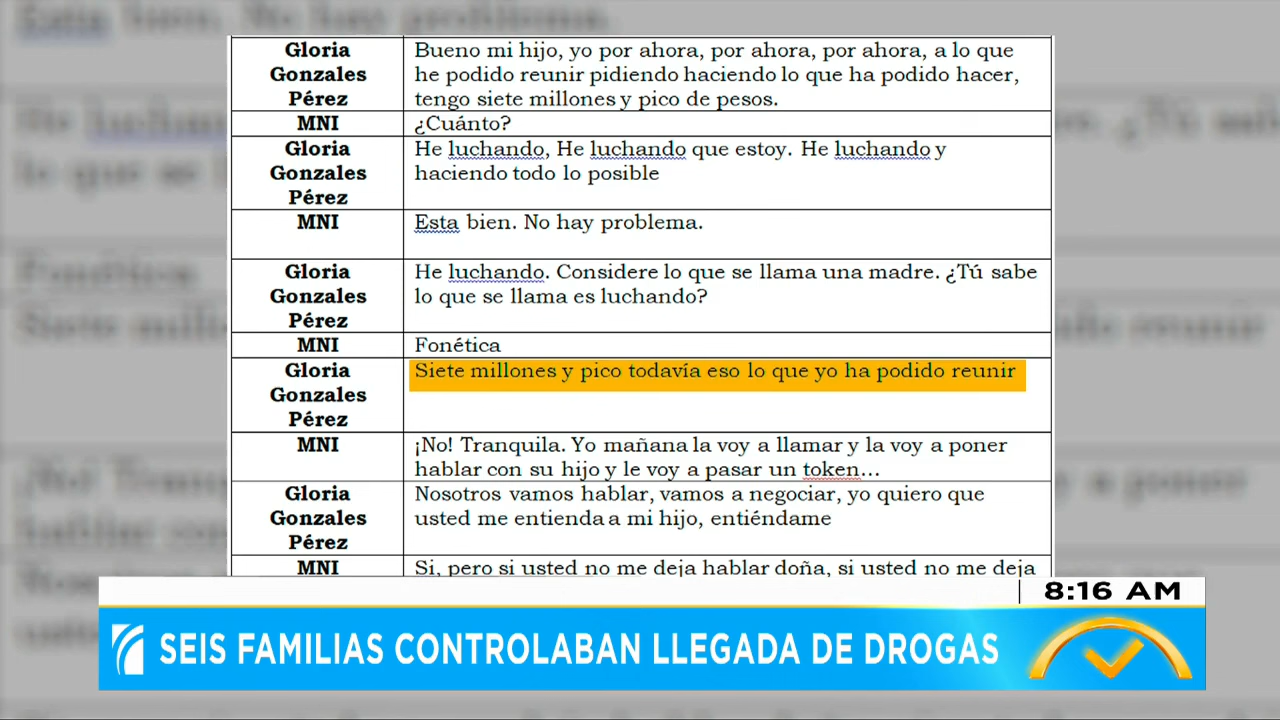 Gloria Gonzales Pérez
Bueno mi hijo, yo por ahora, por ahora, por ahora, a lo que
he podido reunir pidiendo haciendo lo que ha podido hacer,
tengo siete millones y pico de pesos.
MNI
¿Cuánto?
Gloria Gonzales Pérez
He luchando, He luchando que estoy. He luchando y
haciendo todo lo posible
MNI
Esta bien. No hay problema.
Gloria Gonzales Pérez
He luchando. Considere lo que se llama una madre. ¿Tú sabe
lo que se llama es luchando?
MNI
Fonética
Gloria Gonzales Pérez
Siete millones y pico todavía eso lo que yo ha podido reunir
MNI
¡No! Tranquila. Yo mañana la voy a llamar y la voy a poner
hablar con su hijo y le voy a pasar un token...
Gloria Gonzales Pérez
Nosotros vamos hablar, vamos a negociar, yo quiero que
usted me entienda a mi hijo, entiéndame
MNI
Si, pero si usted no me deja hablar doña, si usted no me deja
8:16 AM
SEIS FAMILIAS CONTROLABAN LLEGADA DE DROGAS